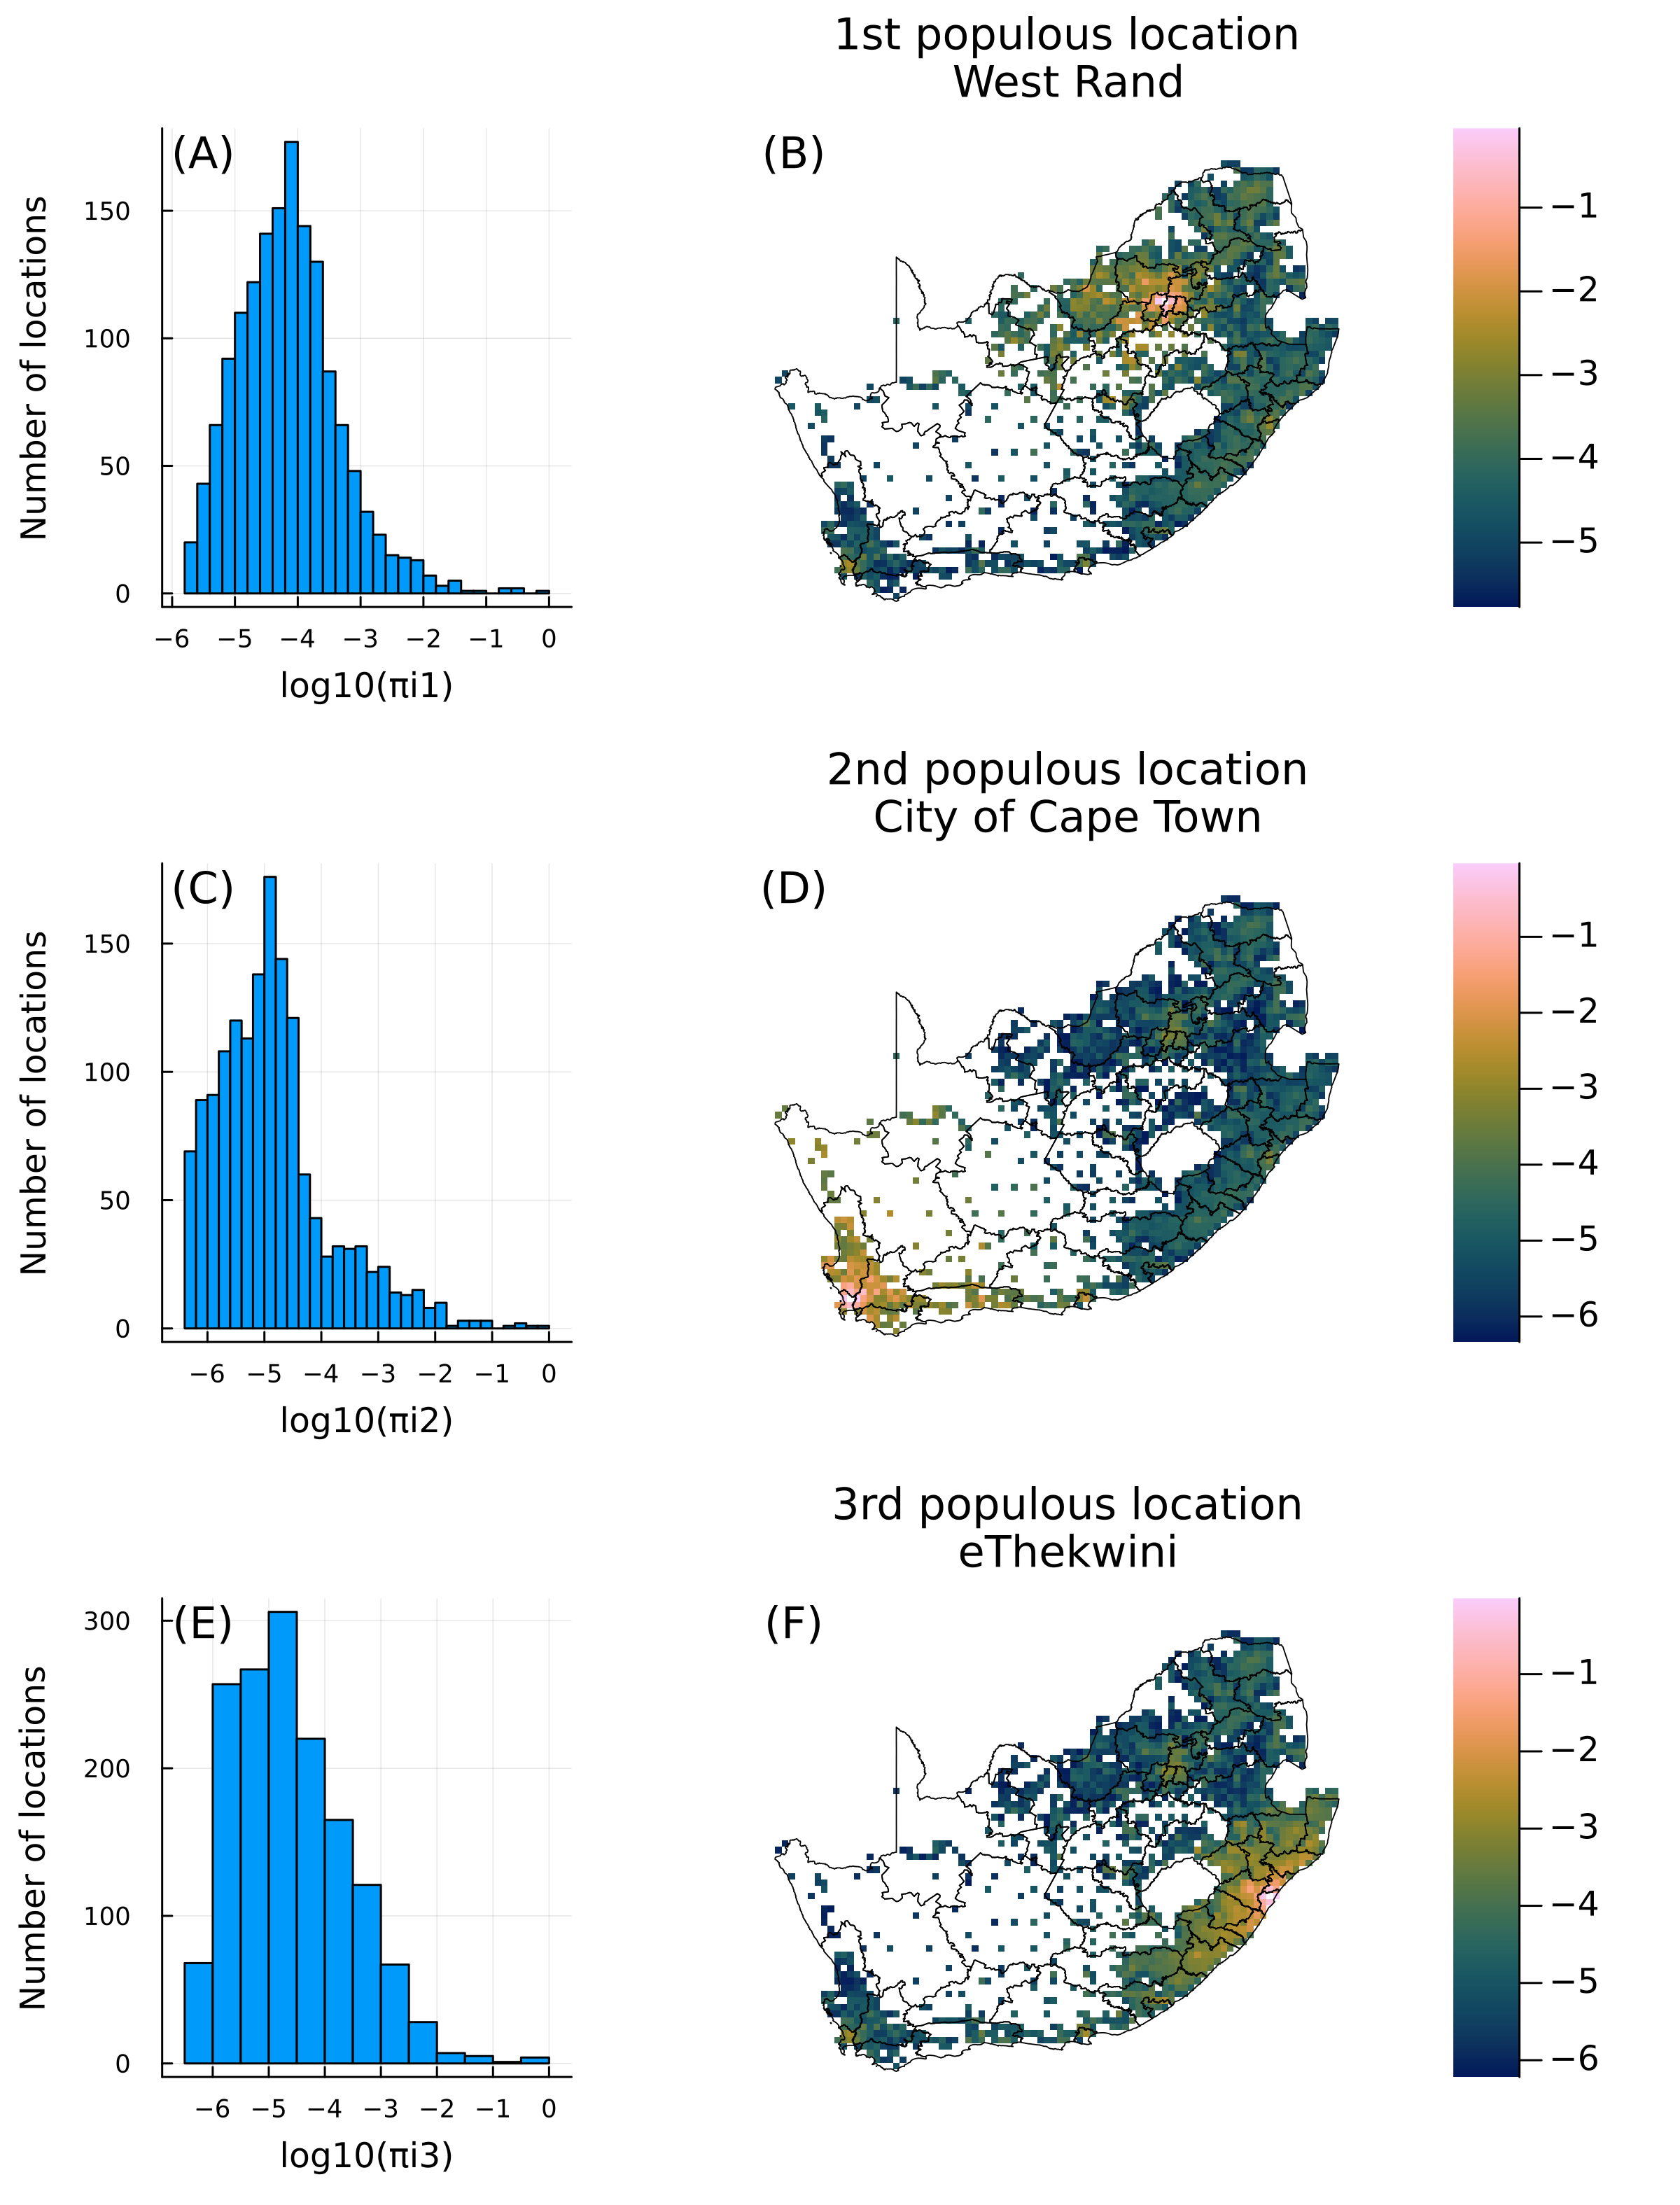 1st populous location
West Rand
(A)
Number of locations
150
100
50
0
−6 −5 −4 −3 −2 −1 0
log10(πi1)
(B)
−1
−2
−3
−4
−5
2nd populous location
City of Cape Town
(C)
Number of locations
150
100
50
0
−6 −5 −4 −3 −2 −1 0
log10(πi2)
(D)
−1
−2
−3
−4
−5
−6
3rd populous location
eThekwini
(E)
Number of locations
300
200
100
0
−6 −5 −4 −3 −2 −1 0
log10(πi3)
(F)
−1
−2
−3
−4
−5
−6